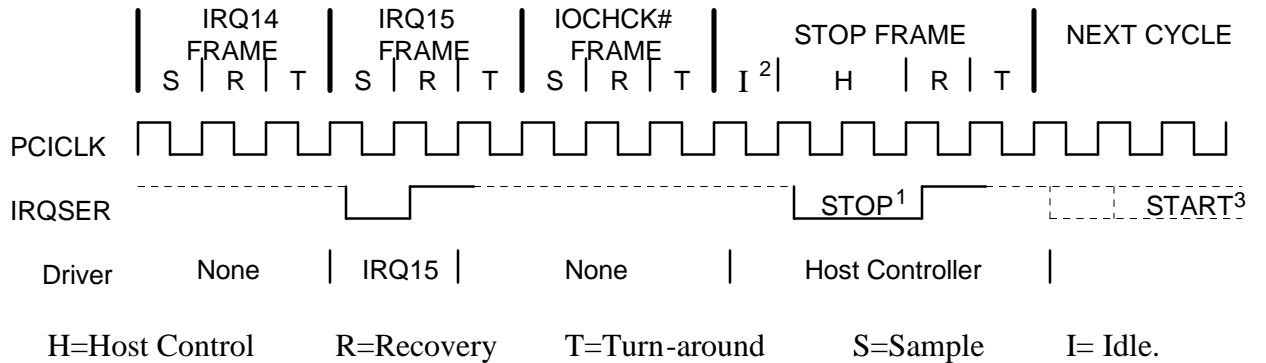 IRQ14 FRAME IRQ15 FRAME IOCHCK# FRAME STOP FRAME NEXT CYCLE
S R T S R T S R T I 2 H R T
PCICLK
IRQSER STOP1 START3
Driver None IRQ15 None Host Controller
H=Host Control R=Recovery T=Turn-around S=Sample I= Idle.